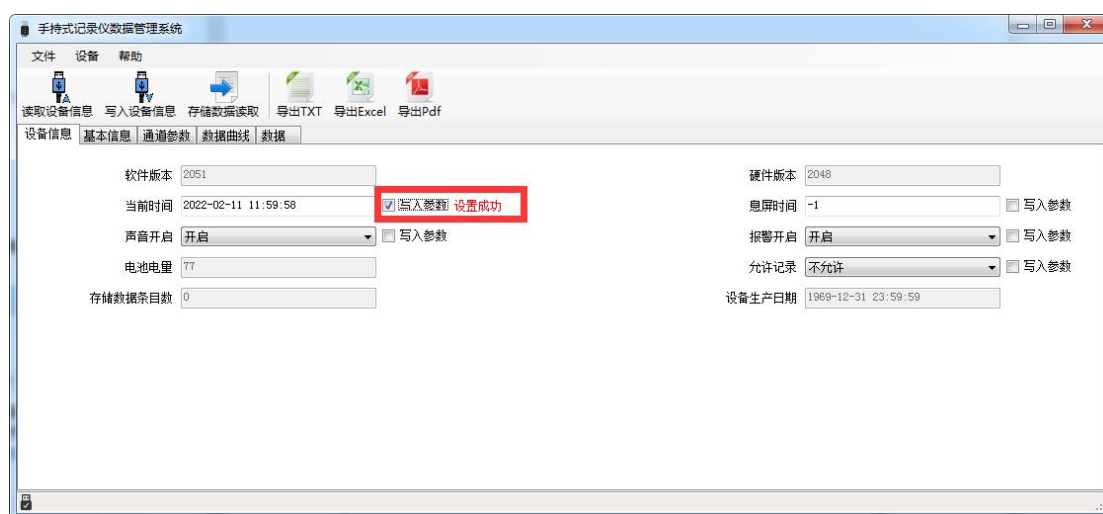 手持式记录仪数据管理系统
文件 设备 帮助
读取设备信息 写入设备信息 存储数据读取 导出TXT 导出Excel 导出Pdf
设备信息 基本信息 通道参数 数据曲线 数据
软件版本 2051 硬件版本 2048
当前时间 2022-02-11 11:59:58 写入参数 设置成功 息屏时间 -1 写入参数
声音开启 开启 写入参数 报警开启 开启 写入参数
电池电量 77 允许记录 不允许 写入参数
存储数据条目数 0 设备生产日期 1969-12-31 23:59:59